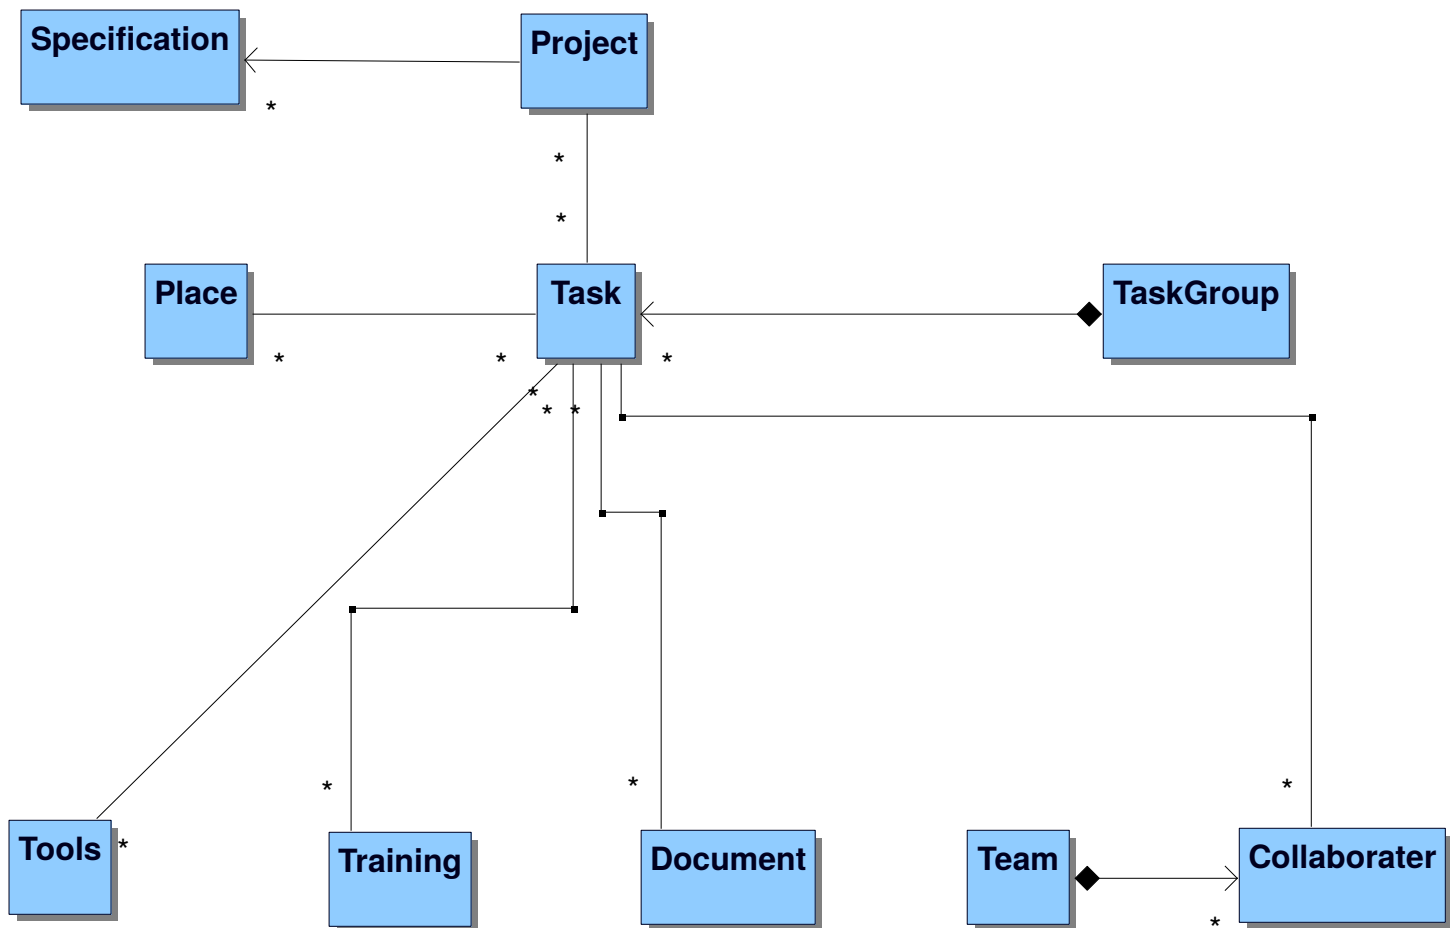 Specification
Project
*
*
*
Place
Task
TaskGroup
*
*
*
*
*
*
*
*
*
Tools
*
Training
Document
Team
Collaborater
*